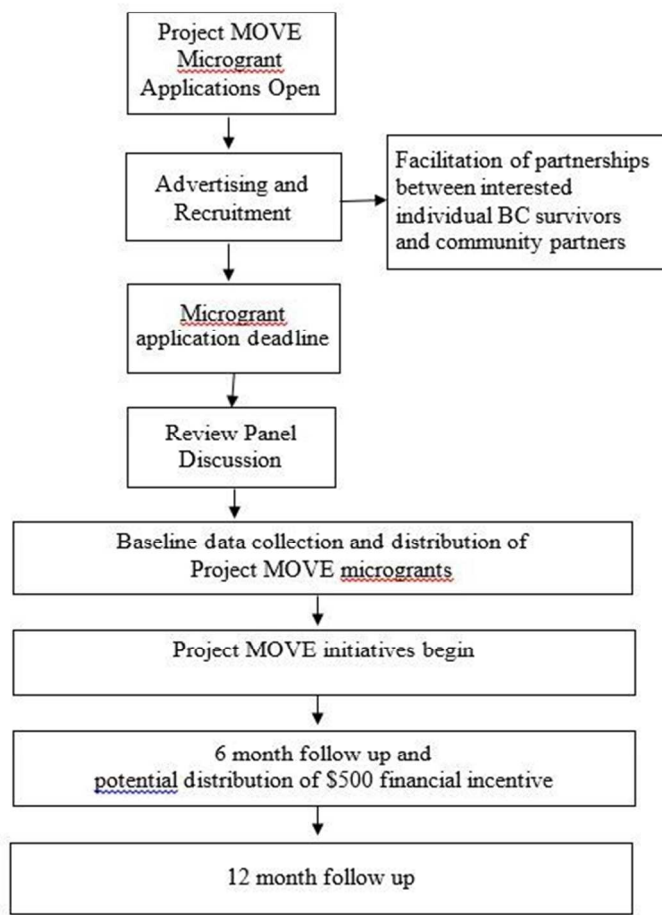 Project MOVE
Microgrant
Applications Open
Advertising and
Recruitment
Facilitation of partnerships
between interested
individual BC survivors
and community partners
Microgrant
application deadline
Review Panel
Discussion
Baseline data collection and distribution of
Project MOVE microgrants
Project MOVE initiatives begin
6 month follow up and
potential distribution of $500 financial incentive
12 month follow up